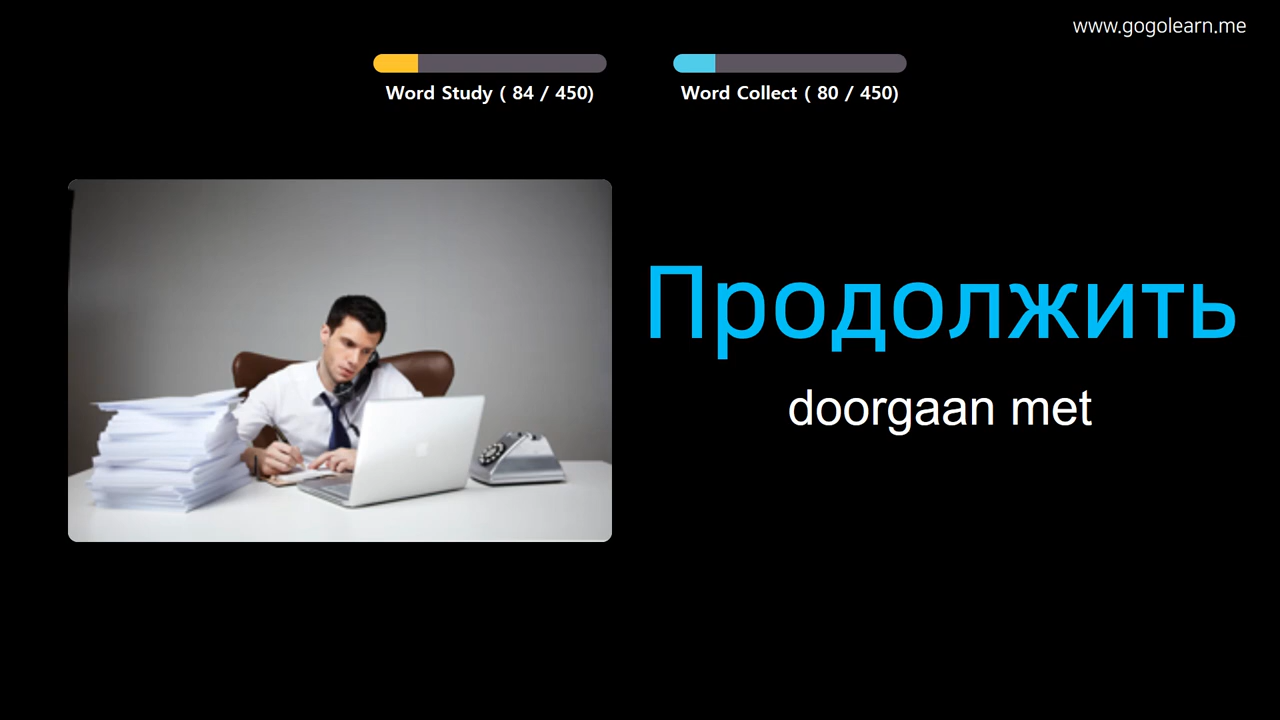 www.gogolearn.me
Word Study ( 84 / 450)
Word Collect ( 80 / 450)
Продолжить
doorgaan met